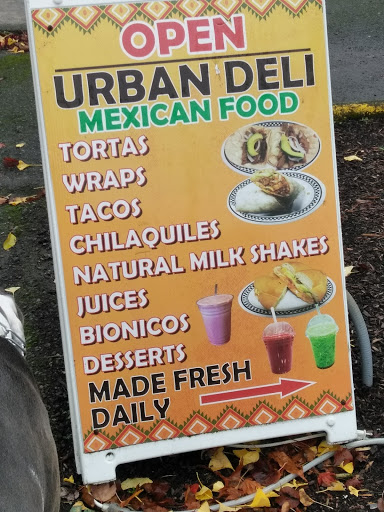 OPEN
URBAN DELI
MEXICAN FOOD
TORTAS
WRAPS
TACOS
CHILAQUILES
NATURAL MILK SHAKES
JUICES
BIONICOS
DESSERTS
MADE FRESH
DAILY